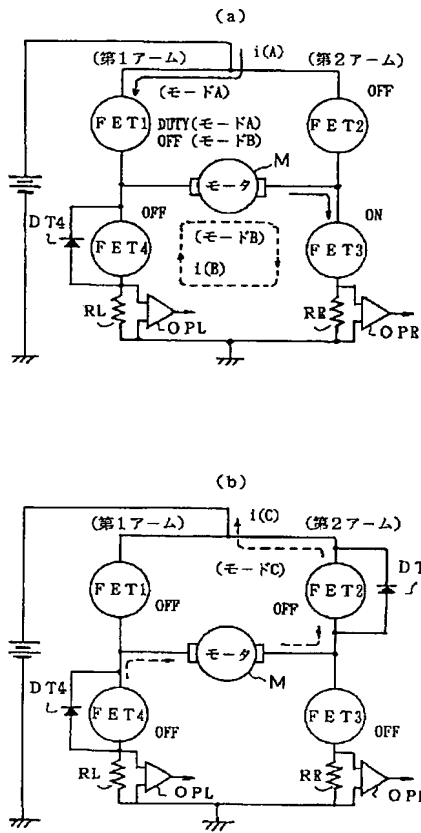 (a)
(第1アーム) i(A) (第2アーム)
(モードA) OFF
FET1 DUTY(モードA) FET2
OFF (モードB)
M
モータ
OFF ON
DT4 (モードB)
FET4 i(B) FET3
RL OPL RR OPR
(b)
(第1アーム) i(C) (第2アーム)
(モードC) DT
FET1 OFF OFF FET2
モータ
DT4 M
FET4 OFF FET3 OFF
RL OPL RR OPL